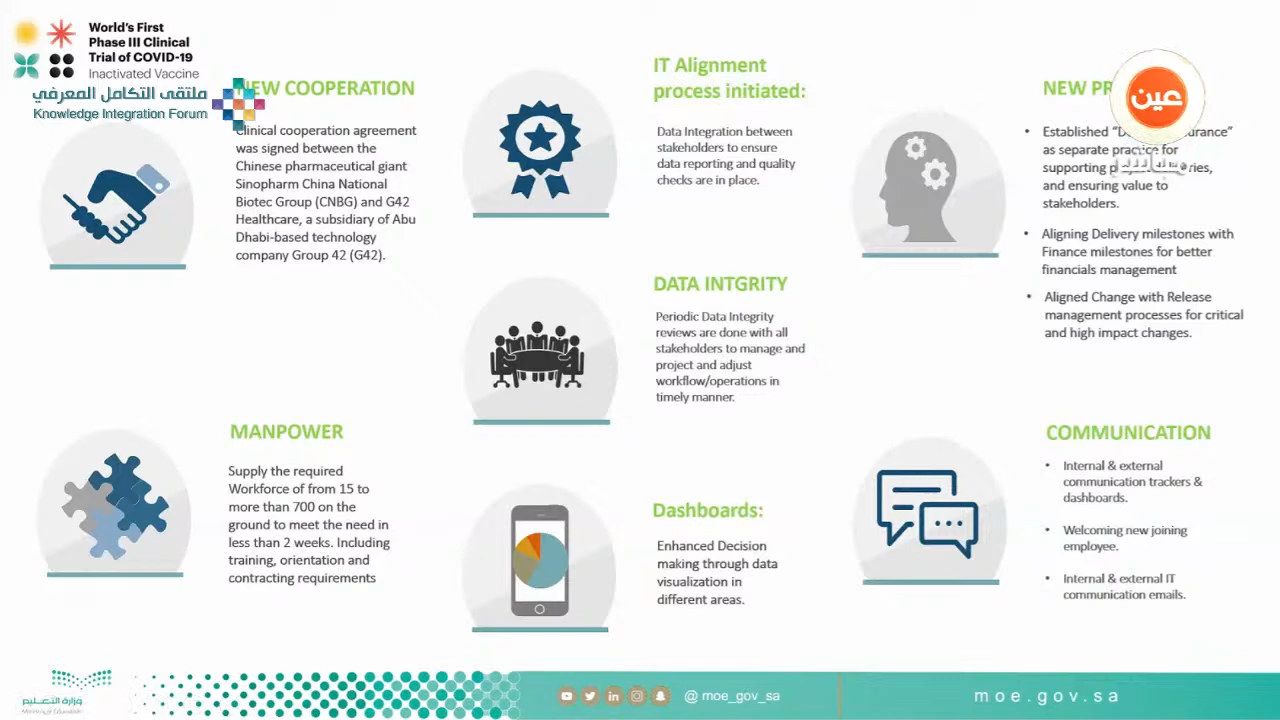 World's First
Phase III Clinical
Trial of COVID-19
Inactivated Vaccine
ملتقى التكامل المعرفي
Knowledge Integration Forum
NEW COOPERATION
Clinical cooperation agreement
was signed between the
Chinese pharmaceutical giant
Sinopharm China National
Biotec Group (CNBG) and G42
Healthcare, a subsidiary of Abu
Dhabi-based technology
company Group 42 (G42).
MANPOWER
Supply the required
Workforce of from 15 to
more than 700 on the
ground to meet the need in
less than 2 weeks. Including
training, orientation and
contracting requirements
IT Alignment
process initiated:
Data Integration between
stakeholders to ensure
data reporting and quality
checks are in place.
DATA INTGRITY
Periodic Data Integrity
reviews are done with all
stakeholders to manage and
project and adjust
workflow/operations in
timely manner.
Dashboards:
Enhanced Decision
making through data
visualization in
different areas.
NEW
عين
مباشر
• Established
as separate practice for
supporting
and ensuring value to
stakeholders.
• Aligning Delivery milestones with
Finance milestones for better
financials management
• Aligned Change with Release
management processes for critical
and high impact changes.
COMMUNICATION
• Internal & external
communication trackers &
dashboards.
• Welcoming new joining
employee.
• Internal & external IT
communication emails.
وزارة التعليم
Ministry of Education
@ moe_gov_sa
moe.gov.sa